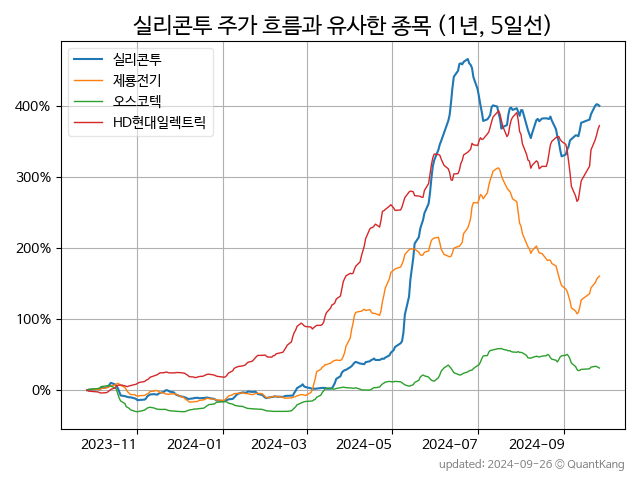 실리콘투 주가 흐름과 유사한 종목 (1년, 5일선)
실리콘투
제룡전기
오스코텍
HD현대일렉트릭
400%
300%
200%
100%
0%
2023-11 2024-01 2024-03 2024-05 2024-07 2024-09
updated: 2024-09-26 © QuantKang